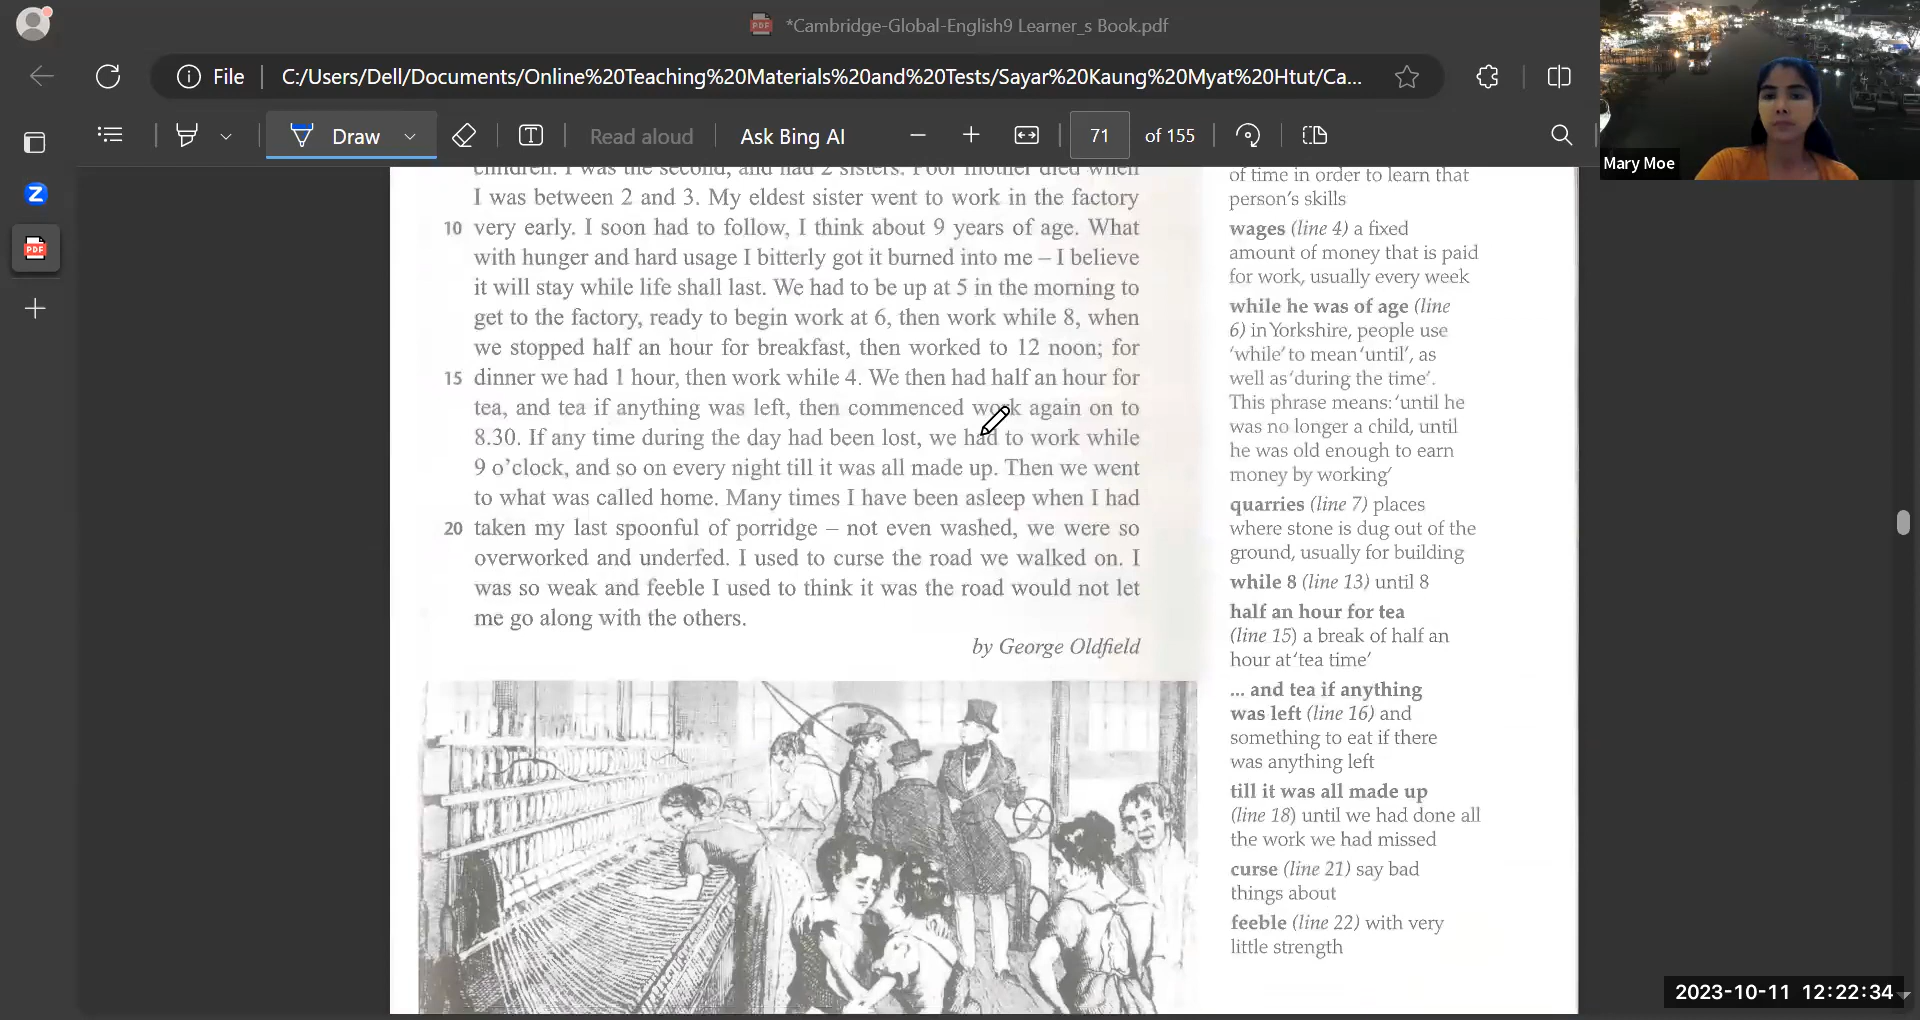 *Cambridge-Global-English9 Learner_s Book.pdf
File
C:/Users/Dell/Documents/Online%20Teaching%20Materials%20and%20Tests/Sayar%20Kaung%20Myat%20Htut/Ca...
Draw
Read aloud
Ask Bing AI
71 of 155
Mary Moe
children. I was the second, and had 2 sisters. Poor mother died when
I was between 2 and 3. My eldest sister went to work in the factory
10 very early. I soon had to follow, I think about 9 years of age. What
with hunger and hard usage I bitterly got it burned into me – I believe
it will stay while life shall last. We had to be up at 5 in the morning to
get to the factory, ready to begin work at 6, then work while 8, when
we stopped half an hour for breakfast, then worked to 12 noon; for
15 dinner we had 1 hour, then work while 4. We then had half an hour for
tea, and tea if anything was left, then commenced work again on to
8.30. If any time during the day had been lost, we had to work while
9 o’clock, and so on every night till it was all made up. Then we went
to what was called home. Many times I have been asleep when I had
20 taken my last spoonful of porridge – not even washed, we were so
overworked and underfed. I used to curse the road we walked on. I
was so weak and feeble I used to think it was the road would not let
me go along with the others.
by George Oldfield
of time in order to learn that
person’s skills
wages (line 4) a fixed
amount of money that is paid
for work, usually every week
while he was of age (line
6) in Yorkshire, people use
‘while’ to mean ‘until’, as
well as ‘during the time’.
This phrase means: ‘until he
was no longer a child, until
he was old enough to earn
money by working’
quarries (line 7) places
where stone is dug out of the
ground, usually for building
while 8 (line 13) until 8
half an hour for tea
(line 15) a break of half an
hour at ‘tea time’
... and tea if anything
was left (line 16) and
something to eat if there
was anything left
till it was all made up
(line 18) until we had done all
the work we had missed
curse (line 21) say bad
things about
feeble (line 22) with very
little strength
2023-10-11 12:22:34